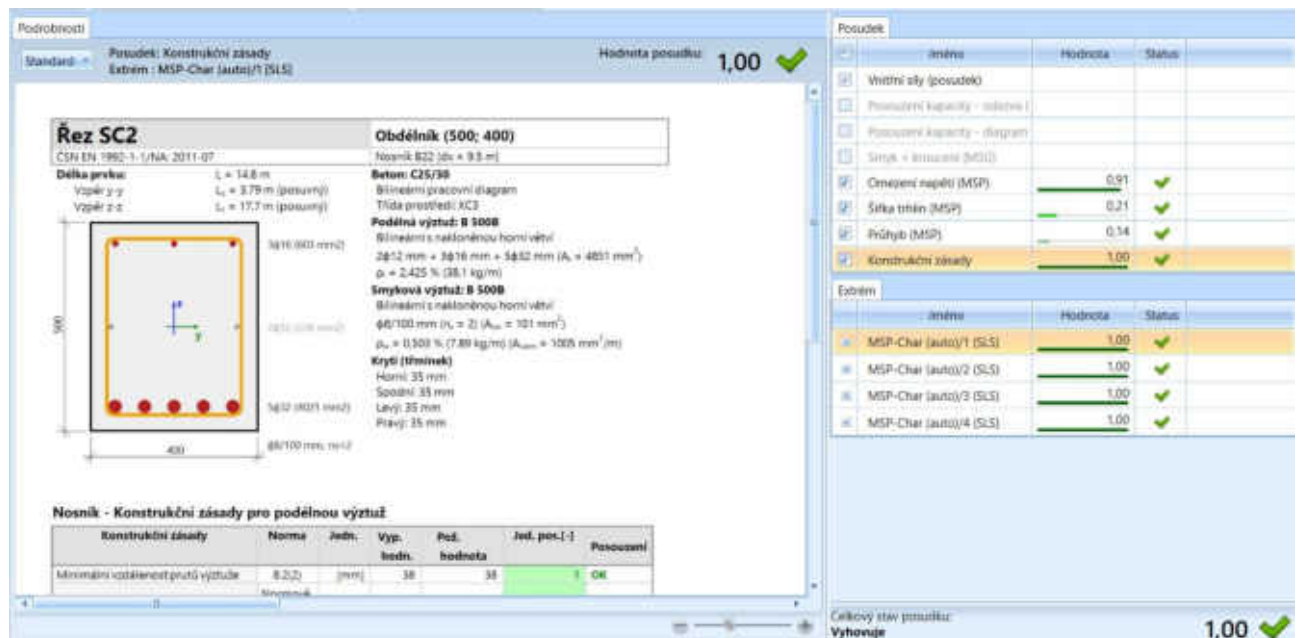 Podrobnosti
Standard
Posudek: Konstrukční zásady
Extrém : MSP-Char (auto)/1 (SLS)
Hodnota posudku:
1,00
Řez SC2
Obdélník (500; 400)
ČSN EN 1992-1-1/NA: 2011-07
Nosník B22 (dx = 9.5 m)
Délka prvku:
L = 14.8 m
Vzpěr y-y
= 3.79 m (posuvný)
Vzpěr z-z
= 17.7 m (posuvný)
Beton: C25/30
Bilineární pracovní diagram
Třída prostředí: XC3
Podélná výztuž: B 500B
Bilineární s nakloněnou horní větví
2ϕ12 mm + 3ϕ16 mm + 5ϕ32 mm (Aₛ = 4851 mm²)
= 2.425 % (38.1 kg/m)
Smyková výztuž: B 500B
Bilineární s nakloněnou horní větví
ϕ8/100 mm = 2) = 101 mm²)
= 0.503 % (7.89 kg/m) = 1005 mm²/m)
Krytí (třmínek)
Horní: 35 mm
Spodní: 35 mm
Levý: 35 mm
Pravý: 35 mm
3ϕ16 (603 mm2)
z
y
500
5ϕ32 (4021 mm2)
ϕ8/100 mm, ns=2
400
Nosník - Konstrukční zásady pro podélnou výztuž
Konstrukční zásady
Norma
Jedn.
Vyp. hodn.
Pož. hodnota
Jed. pos.[-]
Posouzení
Minimální vzdálenost prutů výztuže
8.2(2)
[mm]
38
38
1
OK
Posudek
Jméno
Hodnota
Status
Vnitřní síly (posudek)
Posouzení kapacity - odezva (
Posouzení kapacity - diagram
Smyk + kroucení (MSÚ)
Omezení napětí (MSP)
0,91
Šířka trhlin (MSP)
0,21
Průhyb (MSP)
0,14
Konstrukční zásady
1,00
Extrém
Jméno
Hodnota
Status
MSP-Char (auto)/1 (SLS)
1,00
MSP-Char (auto)/2 (SLS)
1,00
MSP-Char (auto)/3 (SLS)
1,00
MSP-Char (auto)/4 (SLS)
1,00
Celkový stav posudku:
Vyhovuje
1,00